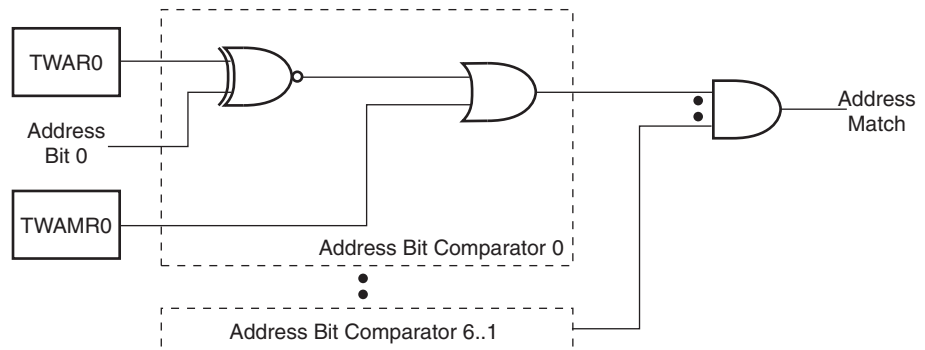 TWAR0
Address
Bit 0
TWAMR0
Address Bit Comparator 0
Address Bit Comparator 6..1
Address
Match